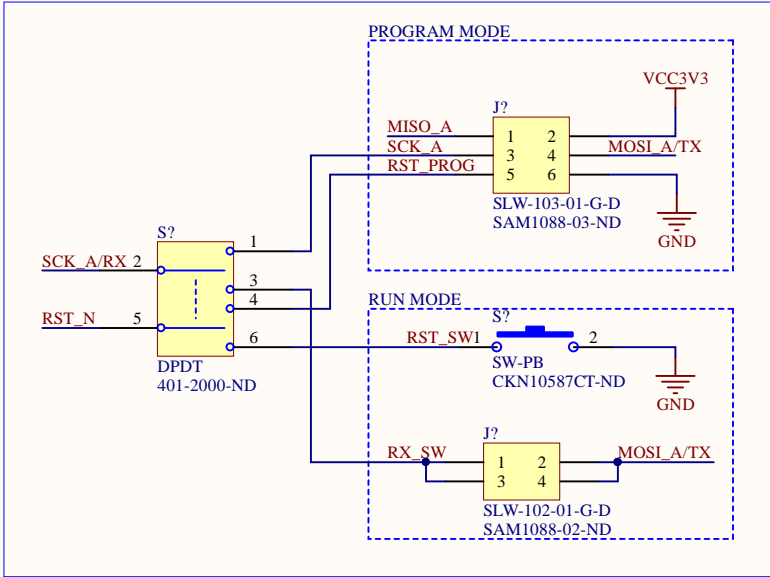 PROGRAM MODE
VCC3V3
J?
MISO_A
1 2
MOSI_A/TX
SCK_A
3 4
RST_PROG
5 6
SLW-103-01-G-D
SAM1088-03-ND
GND
S?
1
SCK_A/RX 2
3
4
RST_N 5
6
DPDT
401-2000-ND
RUN MODE
S?
RST_SW 1 2
SW-PB
CKN10587CT-ND
GND
J?
RX_SW
1 2
MOSI_A/TX
3 4
SLW-102-01-G-D
SAM1088-02-ND